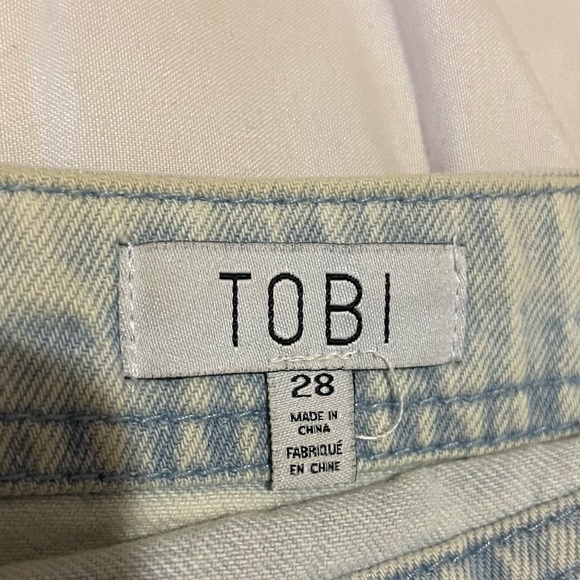 TOBI
28
MADE IN
CHINA
FABRIQUÉ
EN CHINE